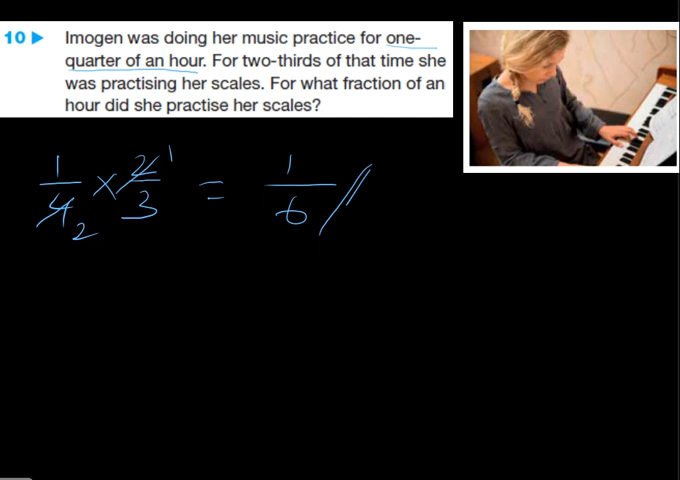 10 ▶ Imogen was doing her music practice for one-
quarter of an hour. For two-thirds of that time she
was practising her scales. For what fraction of an
hour did she practise her scales?
1/4 2 × 2/3 1 = 1/6 //